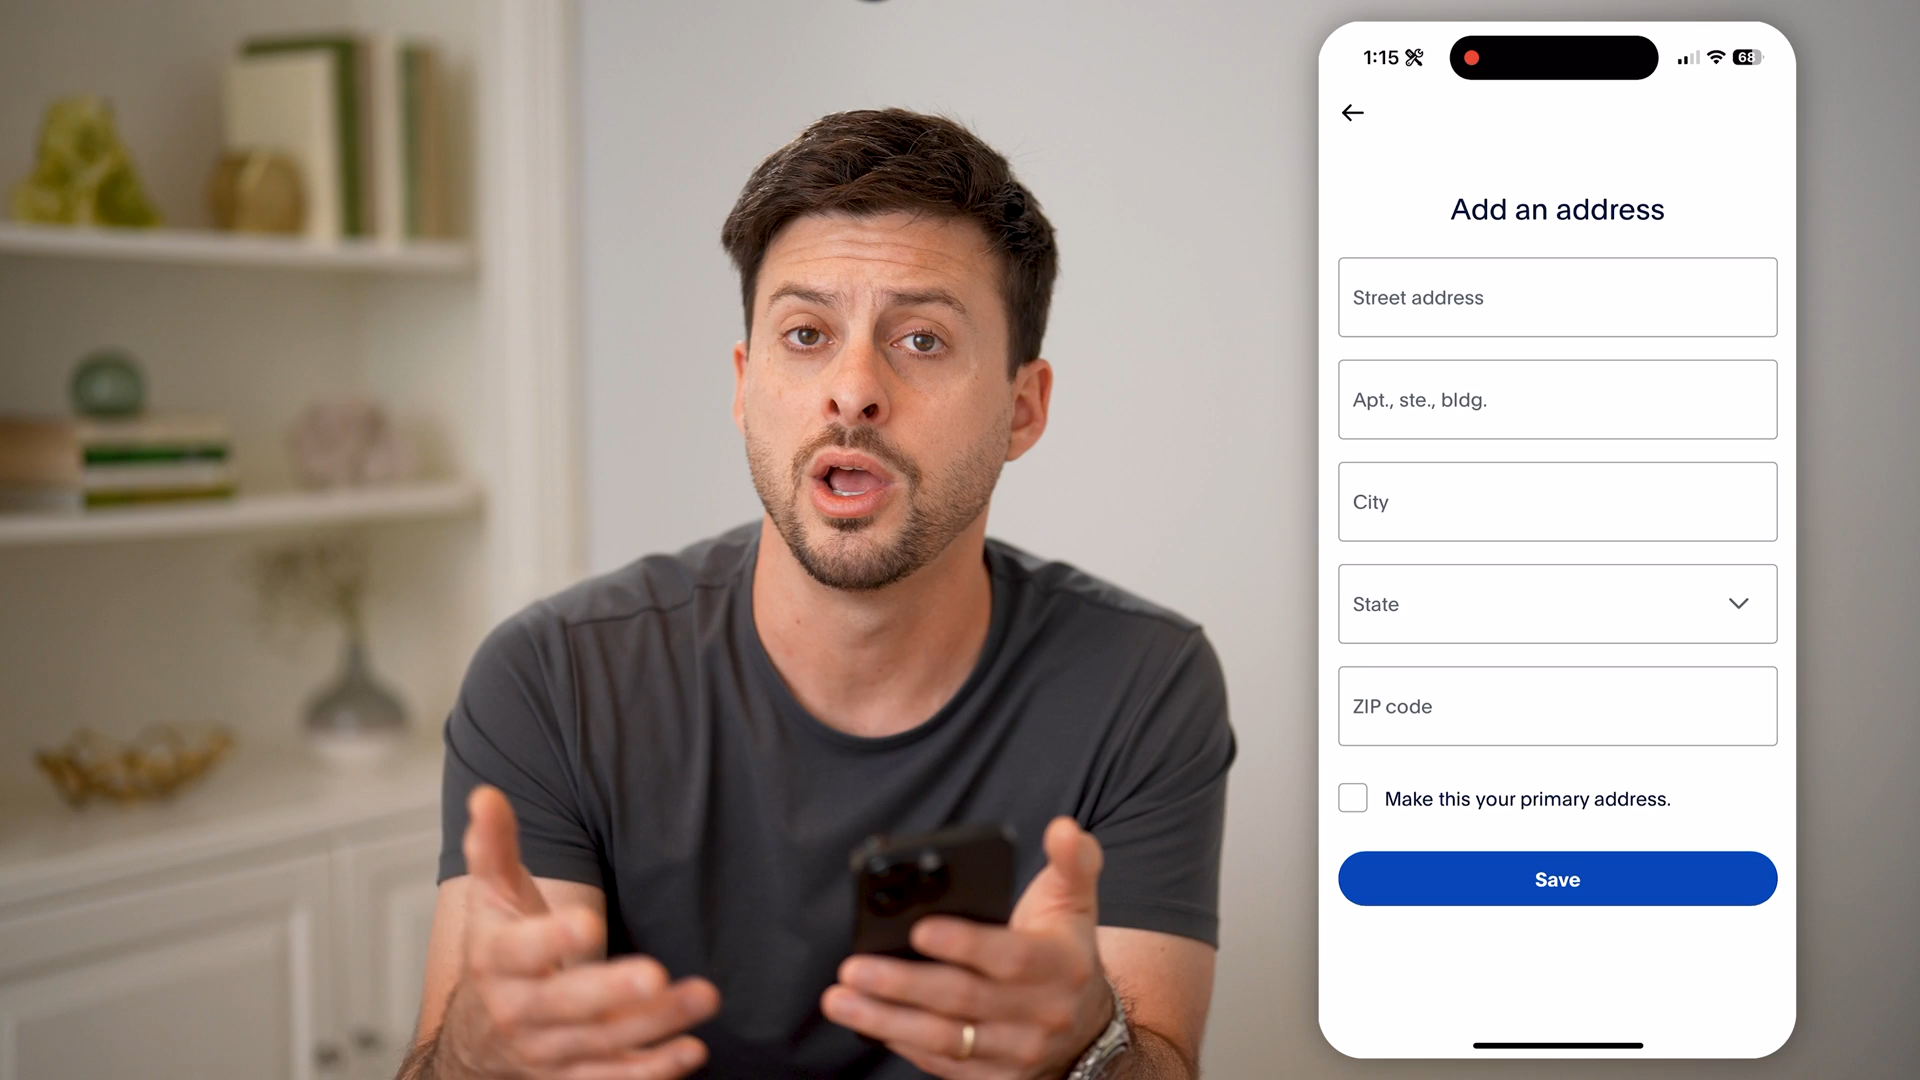 1:15
68
Add an address
Street address
Apt., ste., bldg.
City
State
ZIP code
Make this your primary address.
Save